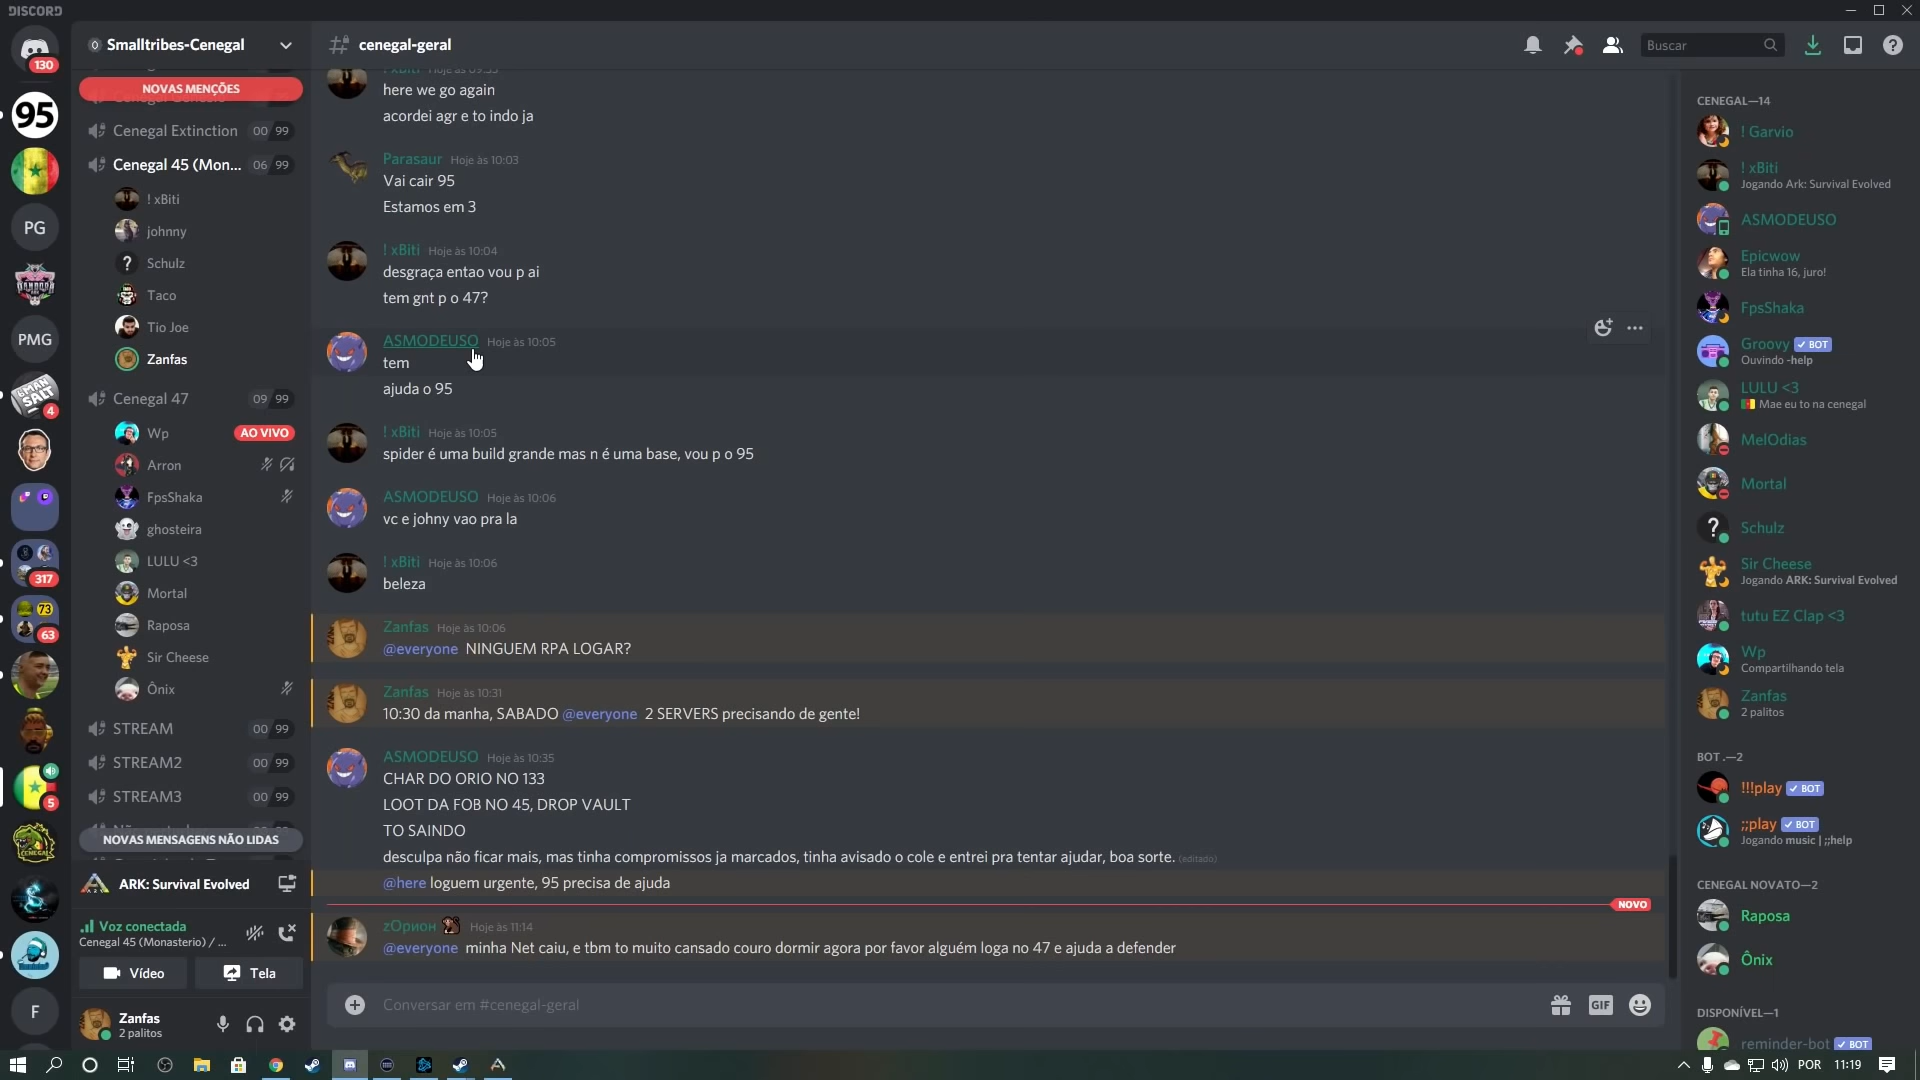 DISCORD
130
95
PG
PMG
4
317
73
63
5
F
Smalltribes-Cenegal
NOVAS MENÇÕES
Cenegal Extinction 00 99
Cenegal 45 (Mon... 06 99
! xBiti
johnny
Schulz
Taco
Tio Joe
Zanfas
Cenegal 47 09 99
Wp AO VIVO
Arron
FpsShaka
ghosteira
LULU <3
Mortal
Raposa
Sir Cheese
Ônix
STREAM 00 99
STREAM2 00 99
STREAM3 00 99
NOVAS MENSAGENS NÃO LIDAS
ARK: Survival Evolved
Voz conectada
Cenegal 45 (Monasterio) / ...
Vídeo Tela
Zanfas
2 palitos
cenegal-geral
Buscar
here we go again
acordei agr e to indo ja
Parasaur Hoje às 10:03
Vai cair 95
Estamos em 3
! xBiti Hoje às 10:04
desgraça entao vou p ai
tem gnt p o 47?
ASMODEUSO Hoje às 10:05
tem
ajuda o 95
! xBiti Hoje às 10:05
spider é uma build grande mas n é uma base, vou p o 95
ASMODEUSO Hoje às 10:06
vc e johny vao pra la
! xBiti Hoje às 10:06
beleza
Zanfas Hoje às 10:06
@everyone NINGUEM RPA LOGAR?
Zanfas Hoje às 10:31
10:30 da manha, SABADO @everyone 2 SERVERS precisando de gente!
ASMODEUSO Hoje às 10:35
CHAR DO ORIO NO 133
LOOT DA FOB NO 45, DROP VAULT
TO SAINDO
desculpa não ficar mais, mas tinha compromissos ja marcados, tinha avisado o cole e entrei pra tentar ajudar, boa sorte. (editado)
@here loguem urgente, 95 precisa de ajuda
NOVO
zОрион Hoje às 11:14
@everyone minha Net caiu, e tbm to muito cansado couro dormir agora por favor alguém loga no 47 e ajuda a defender
Conversar em #cenegal-geral
GIF
CENEGAL—14
! Garvio
! xBiti
Jogando Ark: Survival Evolved
ASMODEUSO
Epicwow
Ela tinha 16, juro!
FpsShaka
Groovy ✓ BOT
Ouvindo -help
LULU <3
Mae eu to na cenegal
MelOdias
Mortal
Schulz
Sir Cheese
Jogando ARK: Survival Evolved
tutu EZ Clap <3
Wp
Compartilhando tela
Zanfas
2 palitos
BOT .—2
!!!play ✓ BOT
;;play ✓ BOT
Jogando music | ;;help
CENEGAL NOVATO—2
Raposa
Ônix
DISPONÍVEL—1
reminder-bot ✓ BOT
POR 11:19